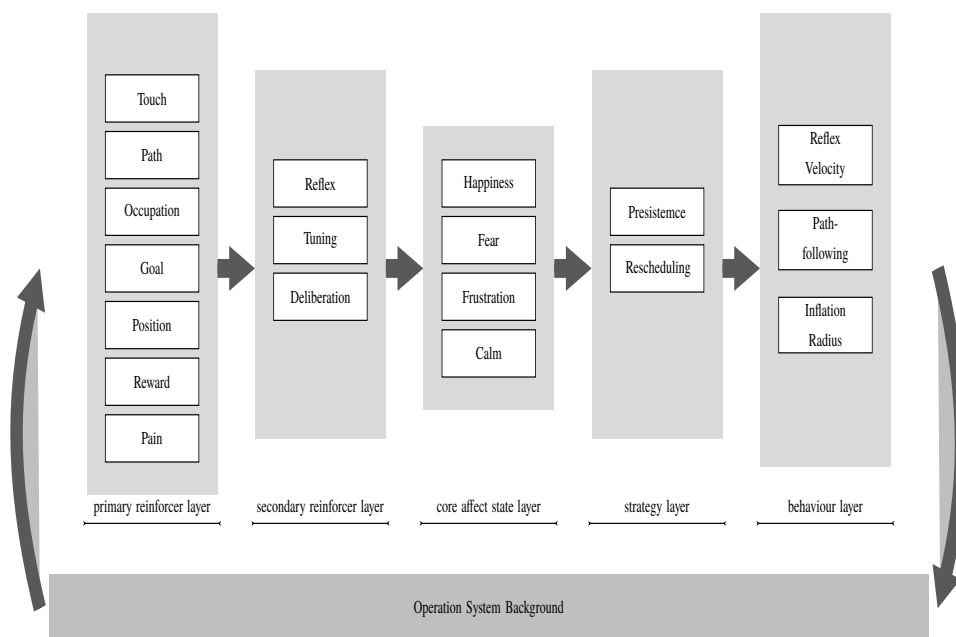 Touch
Path
Occupation
Goal
Position
Reward
Pain
primary reinforcer layer
Reflex
Tuning
Deliberation
secondary reinforcer layer
Happiness
Fear
Frustration
Calm
core affect state layer
Presistemce
Rescheduling
strategy layer
Reflex
Velocity
Path-
following
Inflation
Radius
behaviour layer
Operation System Background